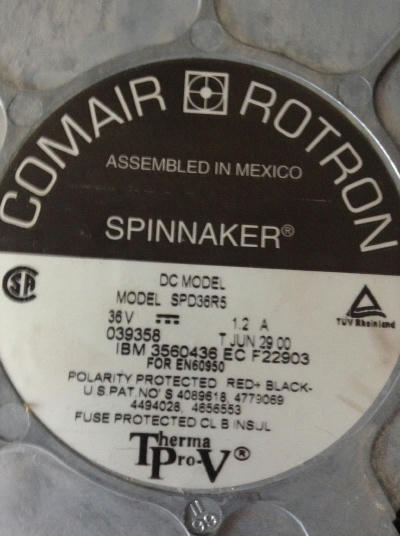 COMAIR ROTRON
ASSEMBLED IN MEXICO
SPINNAKER®
DC MODEL
MODEL SPD36R5
36 V 1.2 A
039358 T JUN 29 00
IBM 3560436 EC F22903
FOR EN60950
POLARITY PROTECTED RED+ BLACK-
U.S.PAT.NO'S 4089618, 4779069
4494028, 4656553
FUSE PROTECTED CL B INSUL
Therma
Pro-V®
SA
TÜV Rheinland